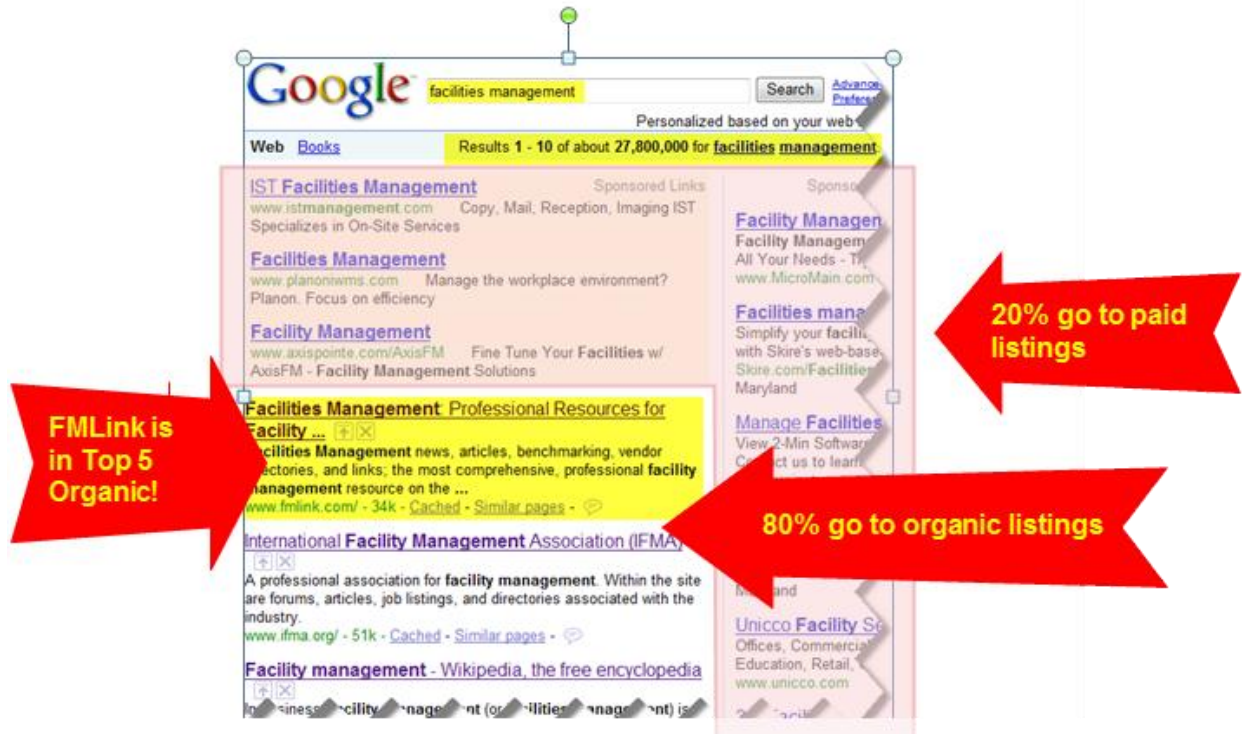 Google
facilities management
Search
Personalized based on your web
Web Books
Results 1 - 10 of about 27,800,000 for facilities management
IST Facilities Management
Sponsored Links
www.istmanagement.com Copy, Mail, Reception, Imaging IST
Specializes in On-Site Services
Facilities Management
www.planoniwms.com Manage the workplace environment?
Planon. Focus on efficiency
Facility Management
www.axispointe.com/AxisFM Fine Tune Your Facilities w/
AxisFM - Facility Management Solutions
Facilities Management: Professional Resources for
Facility ...
Facilities Management news, articles, benchmarking, vendor
directories, and links; the most comprehensive, professional facility
management resource on the ...
www.fmlink.com/ - 34k - Cached - Similar pages -
International Facility Management Association (IFMA)
A professional association for facility management. Within the site
are forums, articles, job listings, and directories associated with the
industry.
www.ifma.org/ - 51k - Cached - Similar pages -
Facility management - Wikipedia, the free encyclopedia
Facility
Facility
All Your Needs -
www.MicroMain.com
Facilities
Simplify your
with Skire's
Skire.com/Facilities
Maryland
Manage Facilities
View 2-Min Software
us to learn
Unicco Facility
Offices, Commercial
Education, Retail,
www.unicco.com
FMLink is
in Top 5
Organic!
20% go to paid
listings
80% go to organic listings